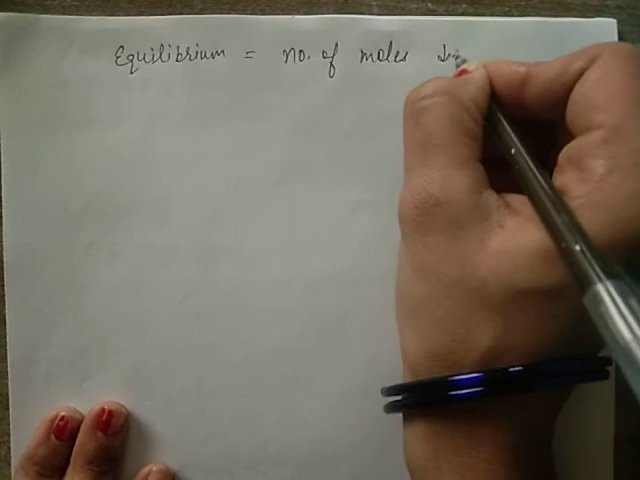 Equilibrium = no. of moles